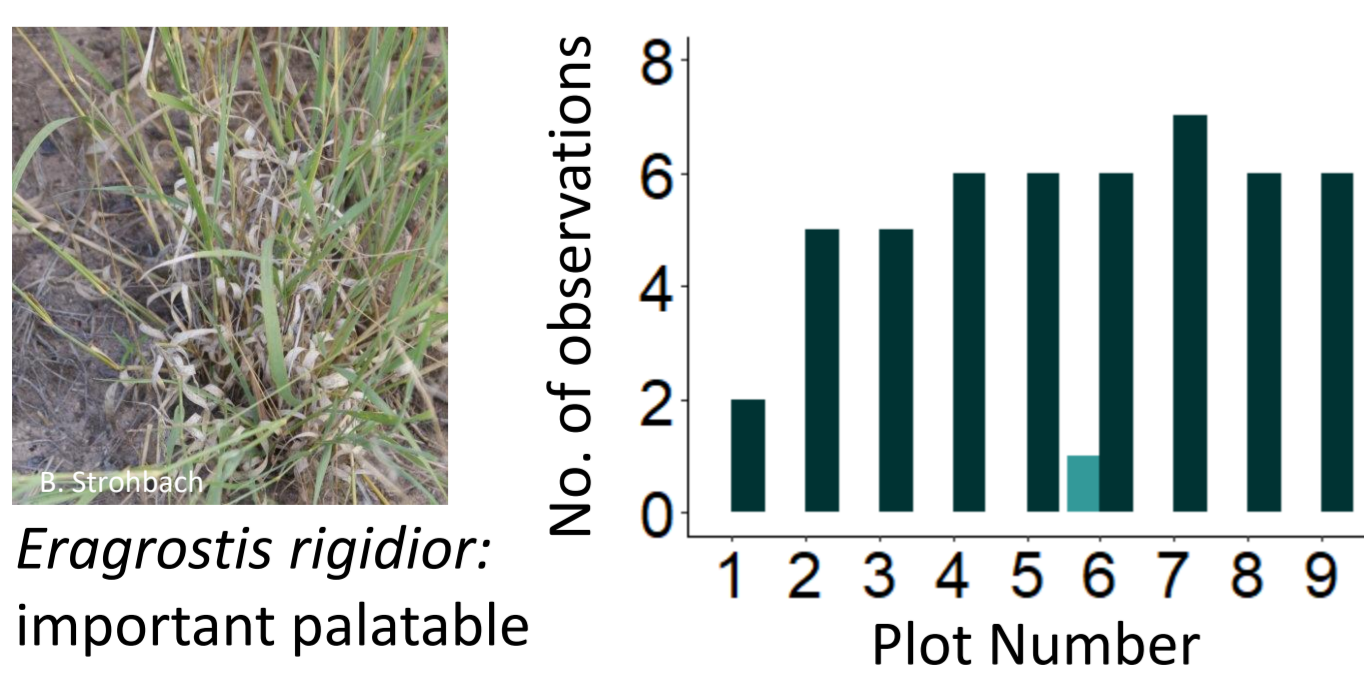 B. Strohbach
Eragrostis rigidior:
important palatable
No. of observations
8
6
4
2
0
1 2 3 4 5 6 7 8 9
Plot Number